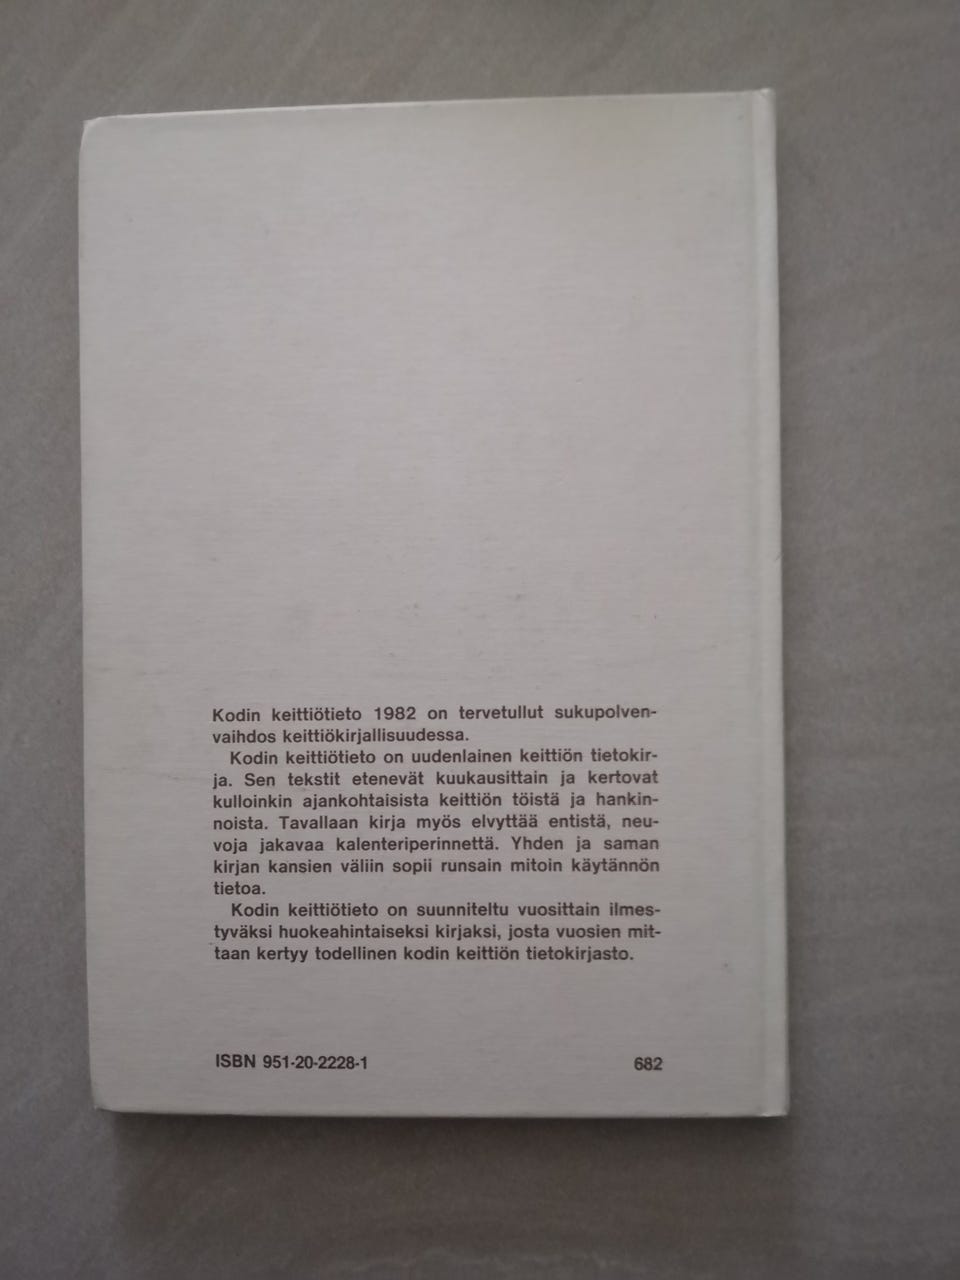 Kodin keittiötieto 1982 on tervetullut sukupolven-
vaihdos keittiökirjallisuudessa.
Kodin keittiötieto on uudenlainen keittiön tietokir-
ja. Sen tekstit etenevät kuukausittain ja kertovat
kulloinkin ajankohtaisista keittiön töistä ja hankin-
noista. Tavallaan kirja myös elvyttää entistä, neu-
voja jakavaa kalenteriperinnettä. Yhden ja saman
kirjan kansien väliin sopii runsain mitoin käytännön
tietoa.
Kodin keittiötieto on suunniteltu vuosittain ilmes-
tyväksi huokeahintaiseksi kirjaksi, josta vuosien mit-
taan kertyy todellinen kodin keittiön tietokirjasto.
ISBN 951-20-2228-1 682